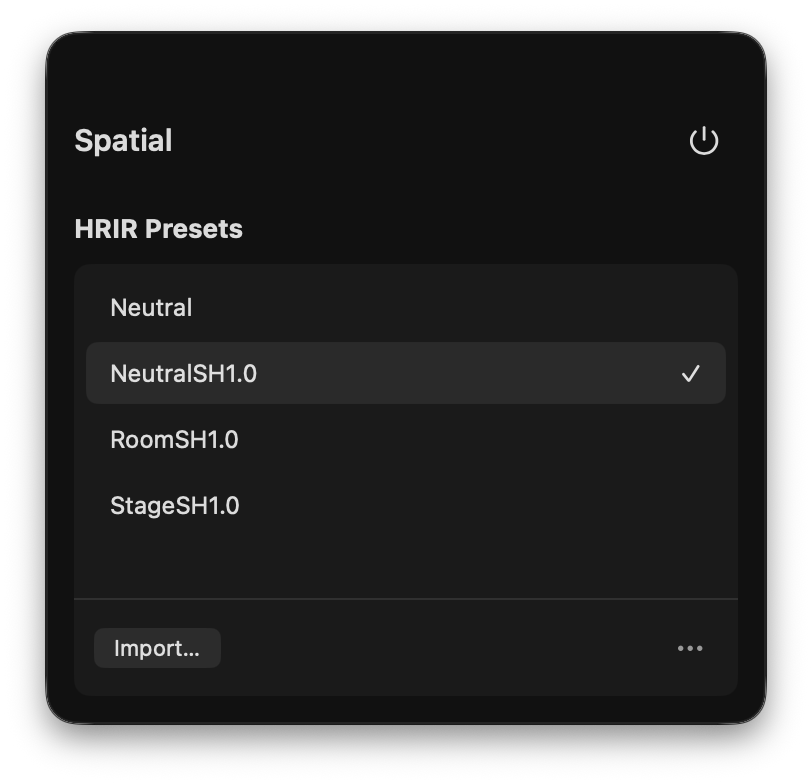 Spatial
HRIR Presets
Neutral
NeutralSH1.0
RoomSH1.0
StageSH1.0
Import...